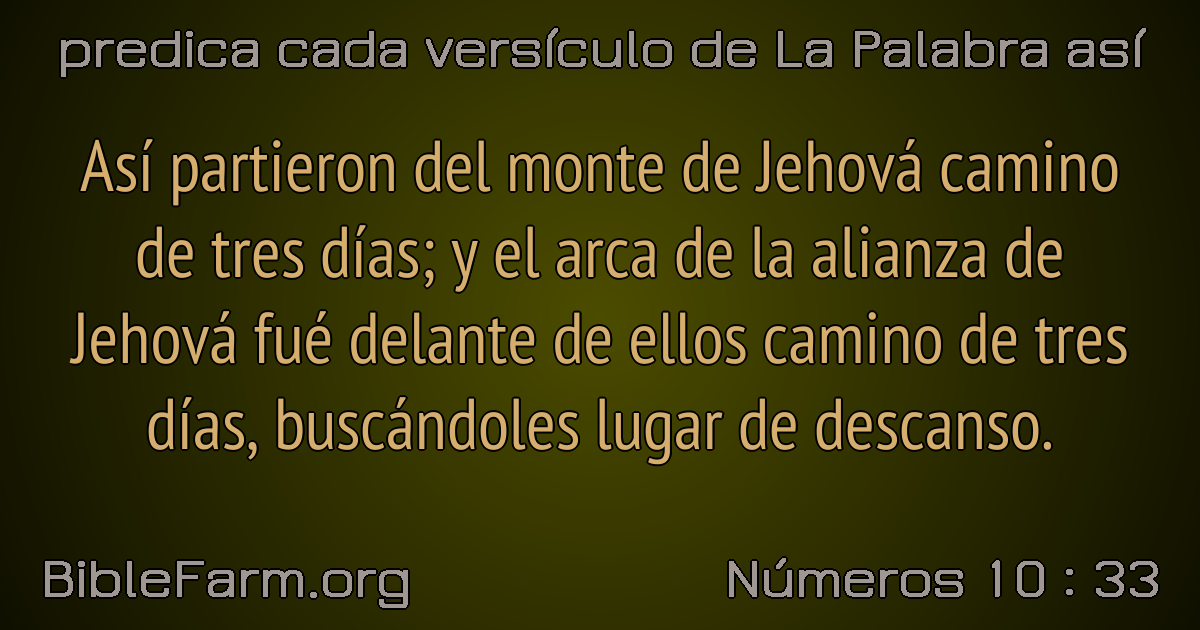 predica cada versículo de La Palabra así
Así partieron del monte de Jehová camino
de tres días; y el arca de la alianza de
Jehová fué delante de ellos camino de tres
días, buscándoles lugar de descanso.
BibleFarm.org
Números 10 : 33